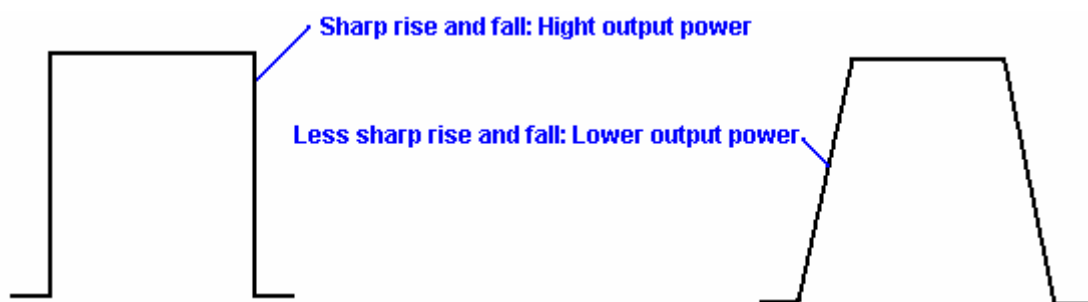 Sharp rise and fall: Hight output power
Less sharp rise and fall: Lower output power